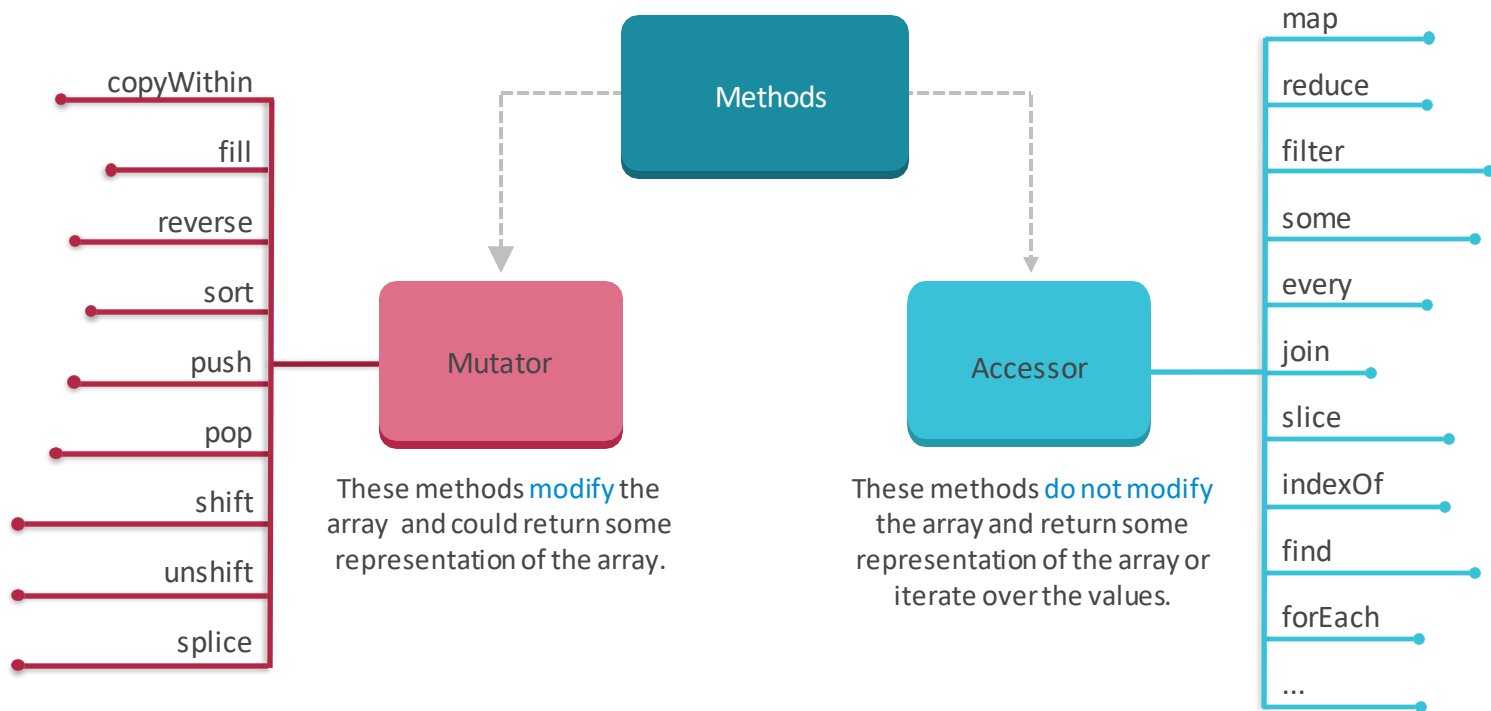 Methods
copyWithin
fill
reverse
sort
push
pop
shift
unshift
splice
Mutator
These methods modify the
array and could return some
representation of the array.
Accessor
These methods do not modify
the array and return some
representation of the array or
iterate over the values.
map
reduce
filter
some
every
join
slice
indexOf
find
forEach
...